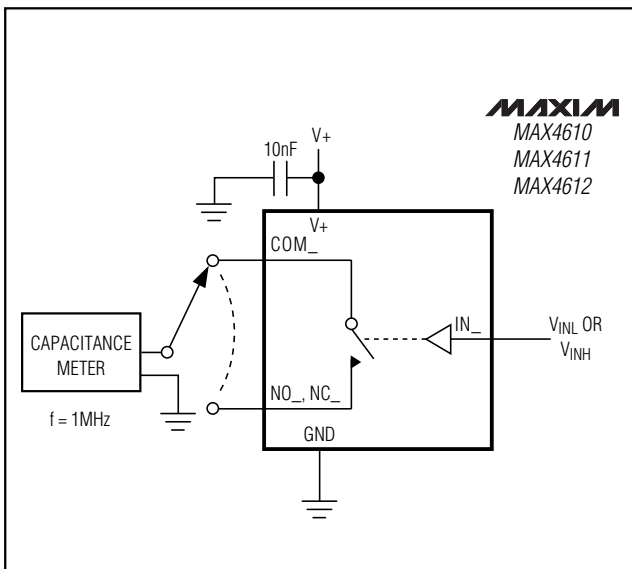 MAXIM
MAX4610
MAX4611
MAX4612
V+
10nF
V+
COM_
IN_
V_INL OR
V_INH
CAPACITANCE
METER
NO_, NC_
f = 1MHz
GND